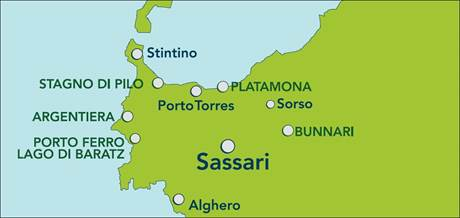 Stintino
STAGNO DI PILO
PLATAMONA
Porto Torres
Sorso
ARGENTIERA
BUNNARI
PORTO FERRO
LAGO DI BARATZ
Sassari
Alghero